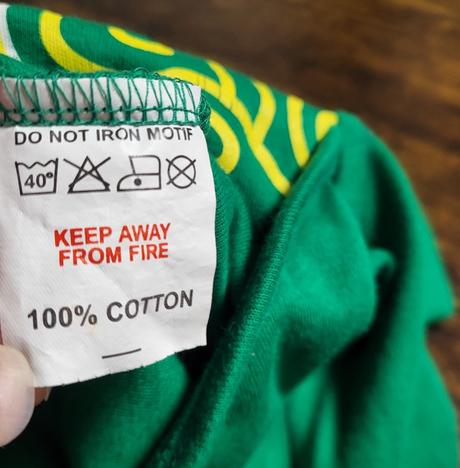 DO NOT IRON MOTIF
40°
KEEP AWAY
FROM FIRE
100% COTTON